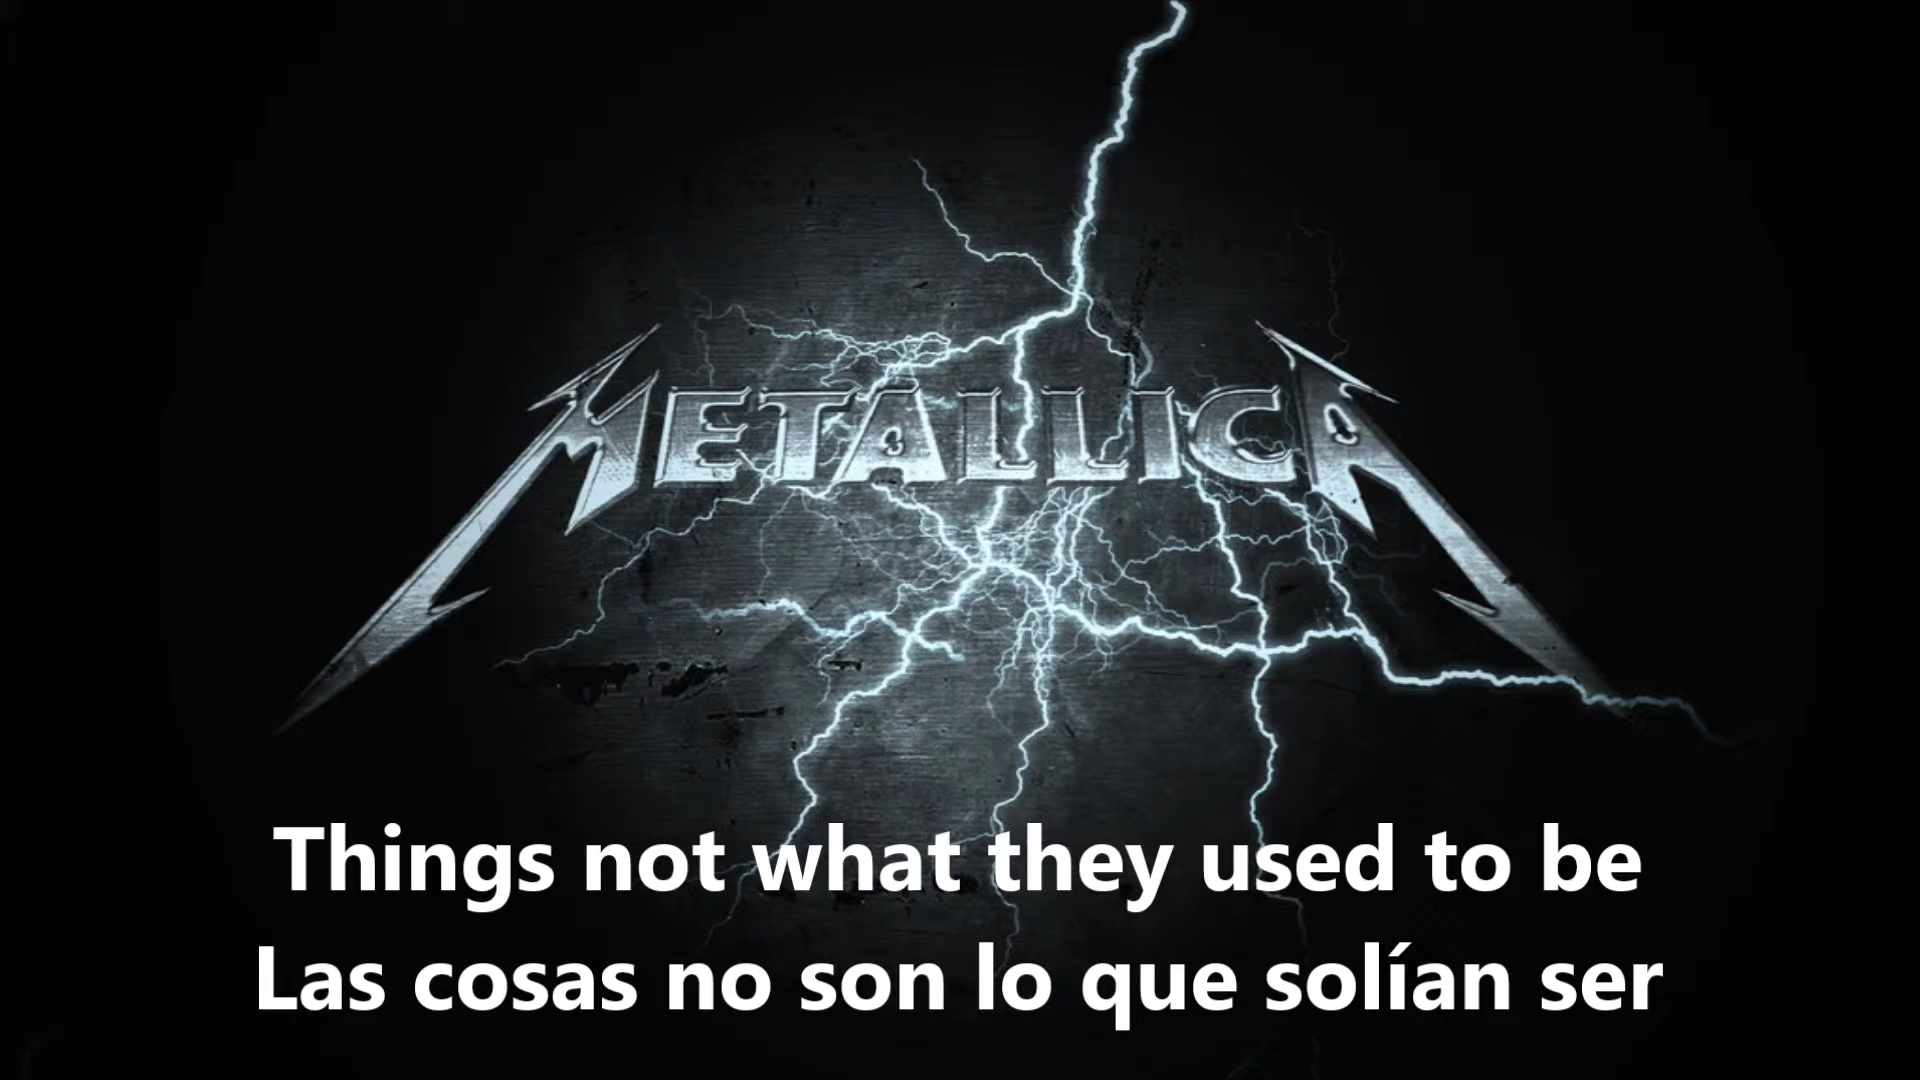 METALLICA
Things not what they used to be
Las cosas no son lo que solían ser